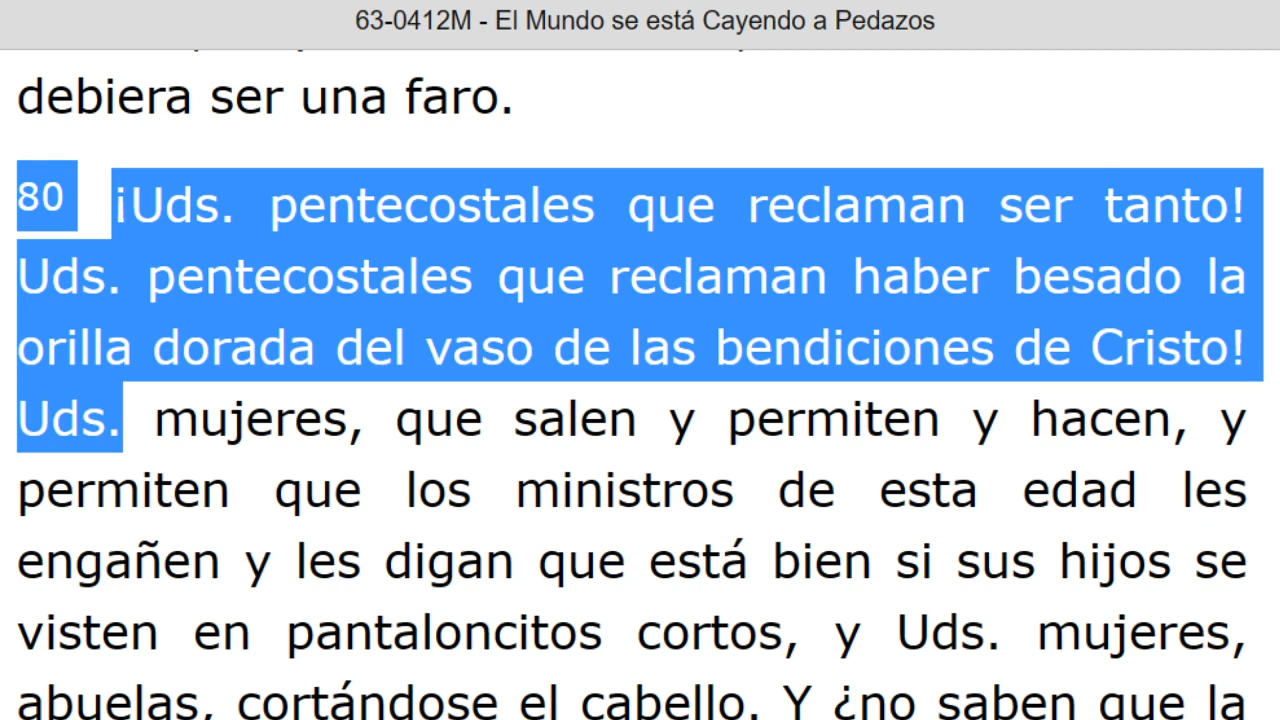 63-0412M - El Mundo se está Cayendo a Pedazos
debiera ser una faro.
80 ¡Uds. pentecostales que reclaman ser tanto!
Uds. pentecostales que reclaman haber besado la
orilla dorada del vaso de las bendiciones de Cristo!
Uds. mujeres, que salen y permiten y hacen, y
permiten que los ministros de esta edad les
engañen y les digan que está bien si sus hijos se
visten en pantaloncitos cortos, y Uds. mujeres,
abuelas, cortándose el cabello. Y ¿no saben que la